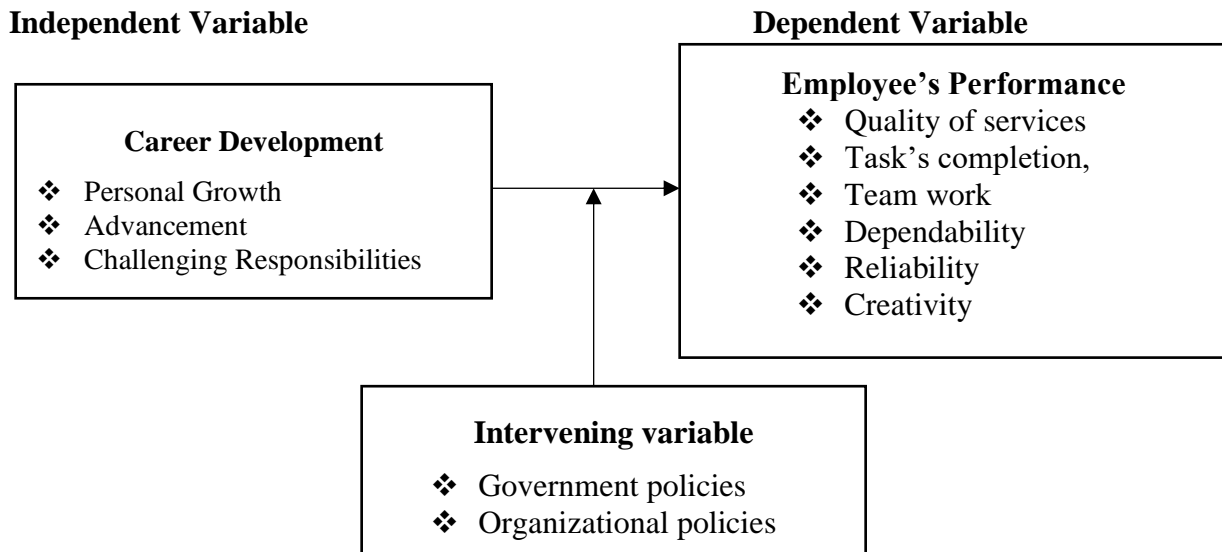 Independent Variable
Dependent Variable
Career Development
❖ Personal Growth
❖ Advancement
❖ Challenging Responsibilities
Employee’s Performance
❖ Quality of services
❖ Task’s completion,
❖ Team work
❖ Dependability
❖ Reliability
❖ Creativity
Intervening variable
❖ Government policies
❖ Organizational policies